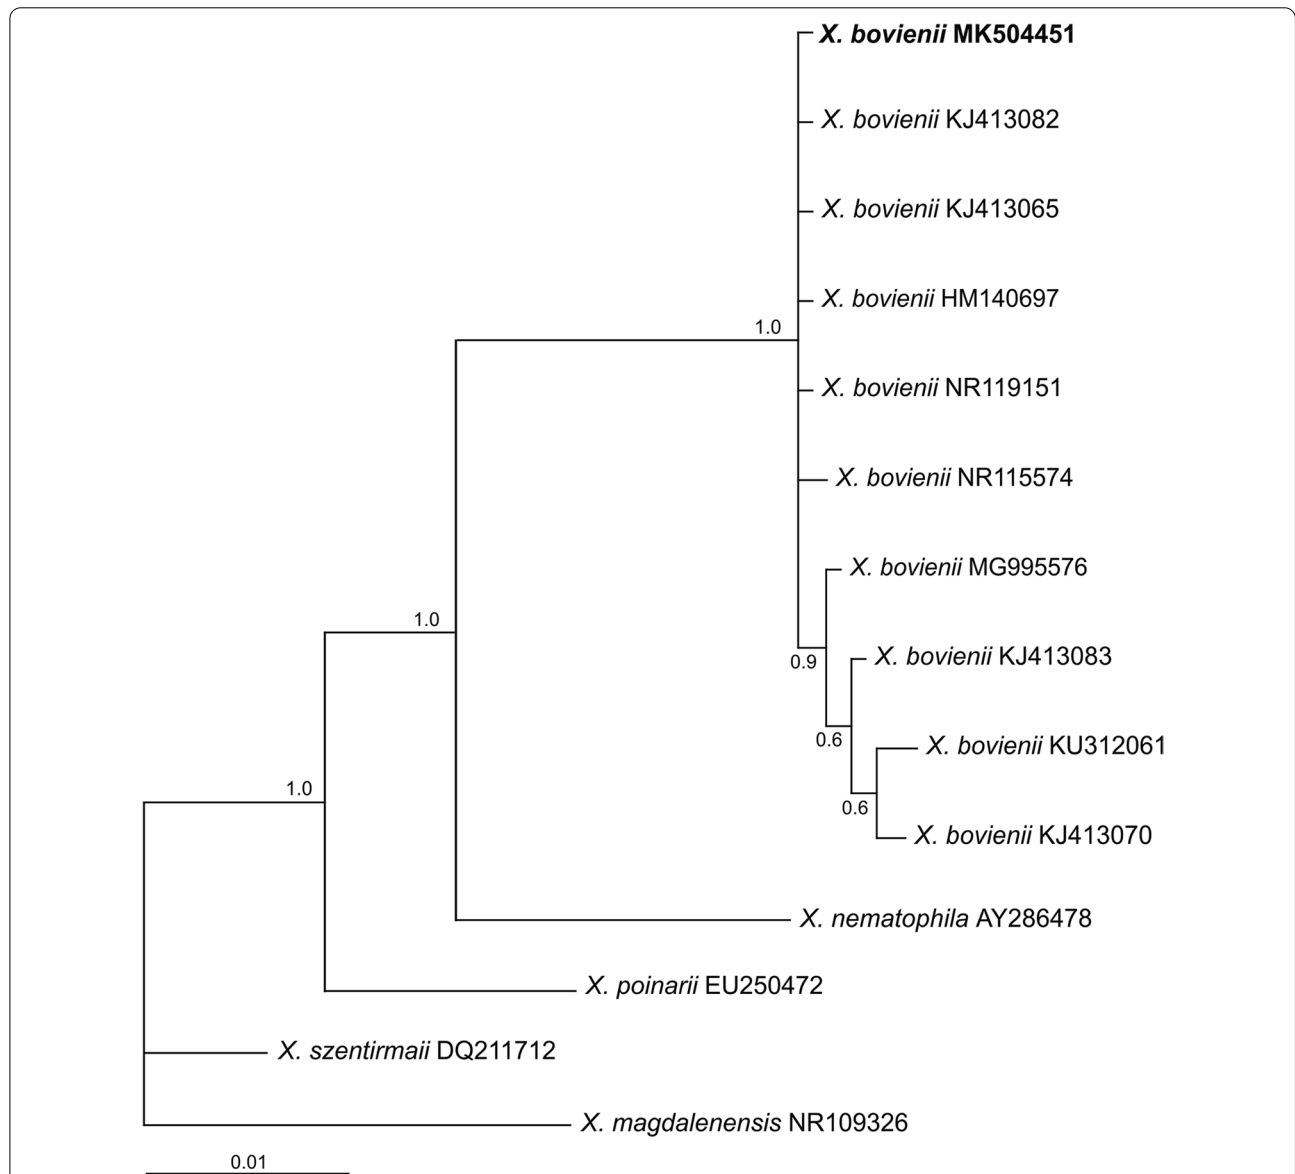 X. bovienii MK504451
X. bovienii KJ413082
X. bovienii KJ413065
X. bovienii HM140697
1.0
X. bovienii NR119151
X. bovienii NR115574
X. bovienii MG995576
1.0
0.9
X. bovienii KJ413083
0.6
X. bovienii KU312061
1.0
0.6
X. bovienii KJ413070
X. nematophila AY286478
X. poinarii EU250472
X. szentirmaii DQ211712
X. magdalenensis NR109326
0.01